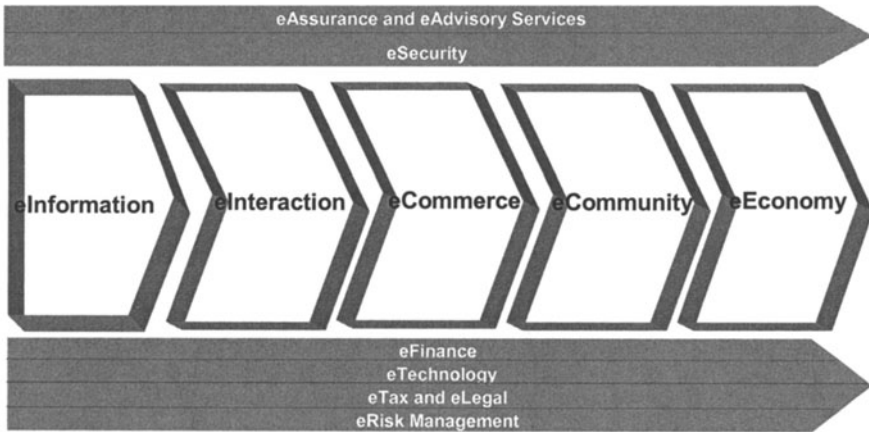 eAssurance and eAdvisory Services
eSecurity
eInformation eInteraction eCommerce eCommunity eEconomy
eFinance
eTechnology
eTax and eLegal
eRisk Management